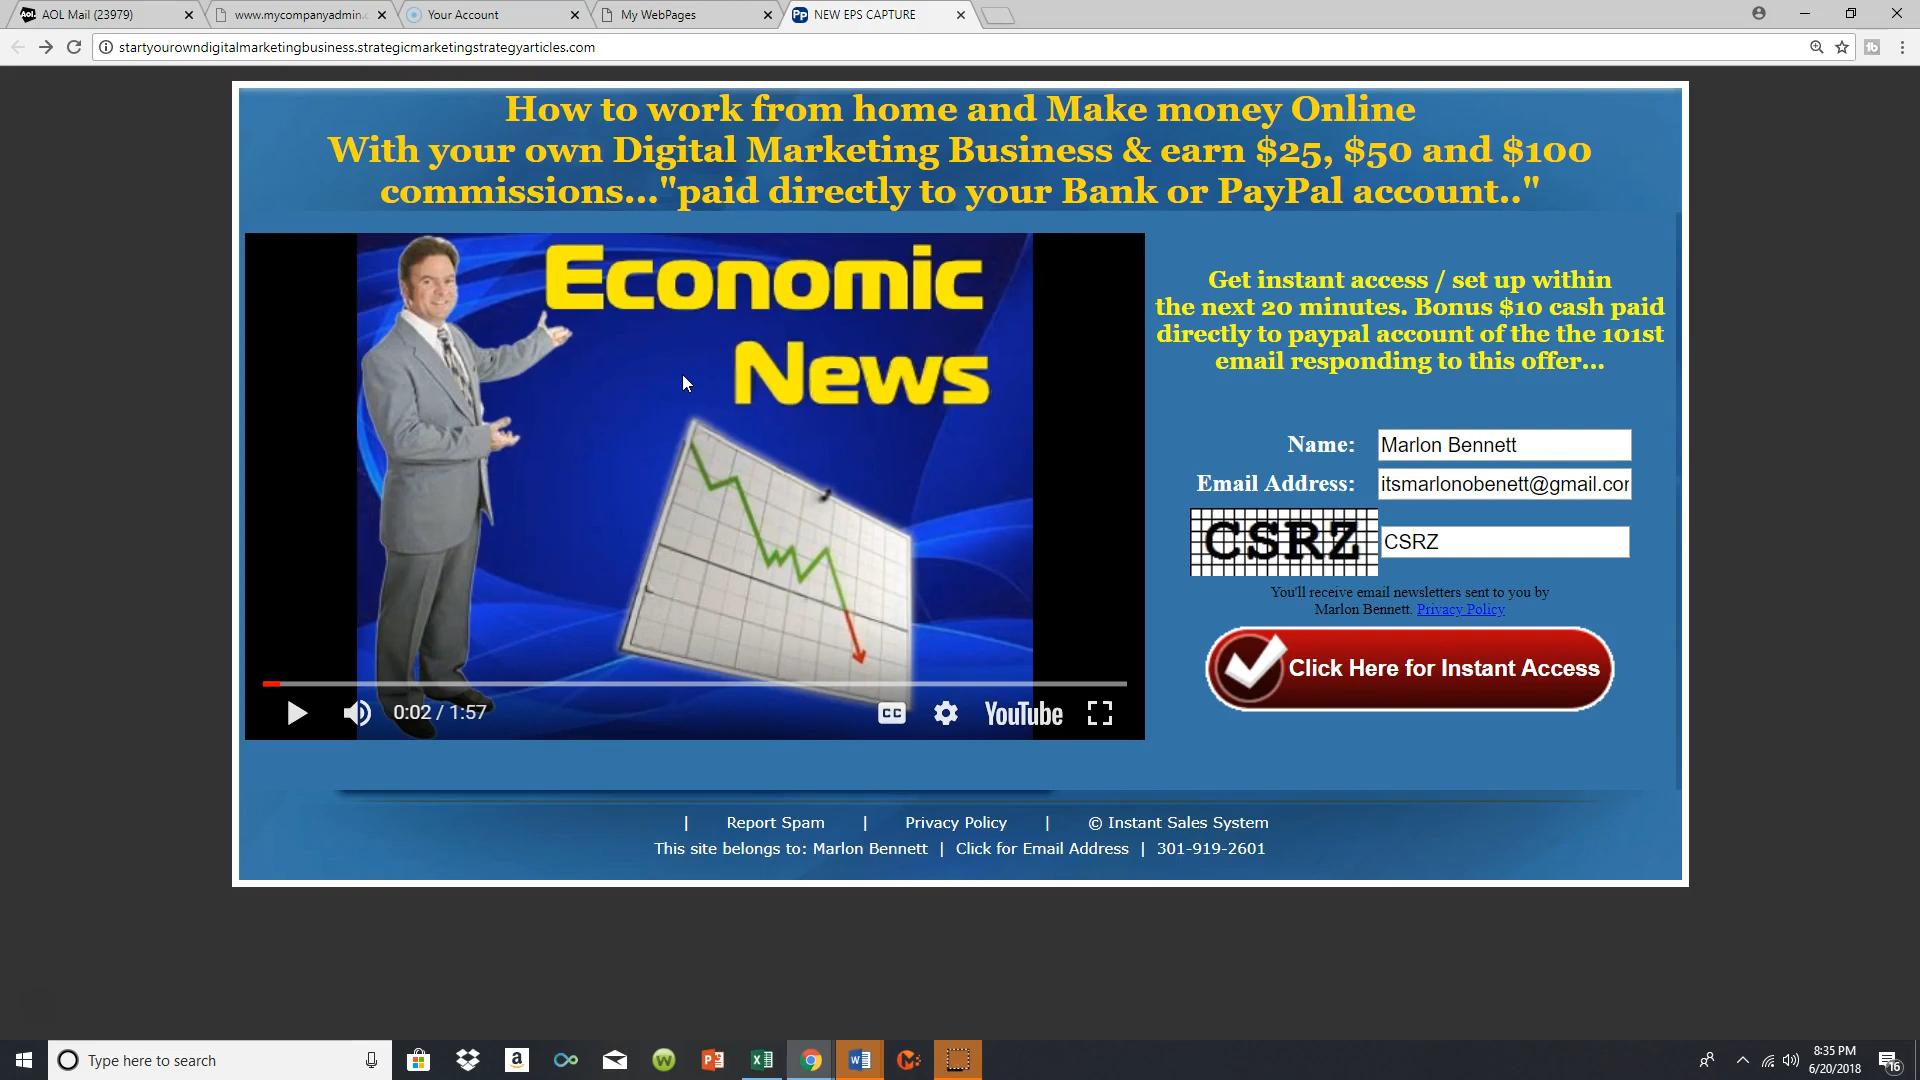 AOL Mail (23979)
www.mycompanyadmin.c
Your Account
My WebPages
NEW EPS CAPTURE
startyourowndigitalmarketingbusiness.strategicmarketingstrategyarticles.com
How to work from home and Make money Online
With your own Digital Marketing Business & earn $25, $50 and $100
commissions..."paid directly to your Bank or PayPal account.."
Economic
News
0:02 / 1:57
CC
YouTube
Get instant access / set up within
the next 20 minutes. Bonus $10 cash paid
directly to paypal account of the the 101st
email responding to this offer...
Name: Marlon Bennett
Email Address: itsmarlonobenett@gmail.cor
CSRZ CSRZ
You'll receive email newsletters sent to you by
Marlon Bennett. Privacy Policy
Click Here for Instant Access
| Report Spam | Privacy Policy | © Instant Sales System
This site belongs to: Marlon Bennett | Click for Email Address | 301-919-2601
Type here to search
8:35 PM
6/20/2018
16